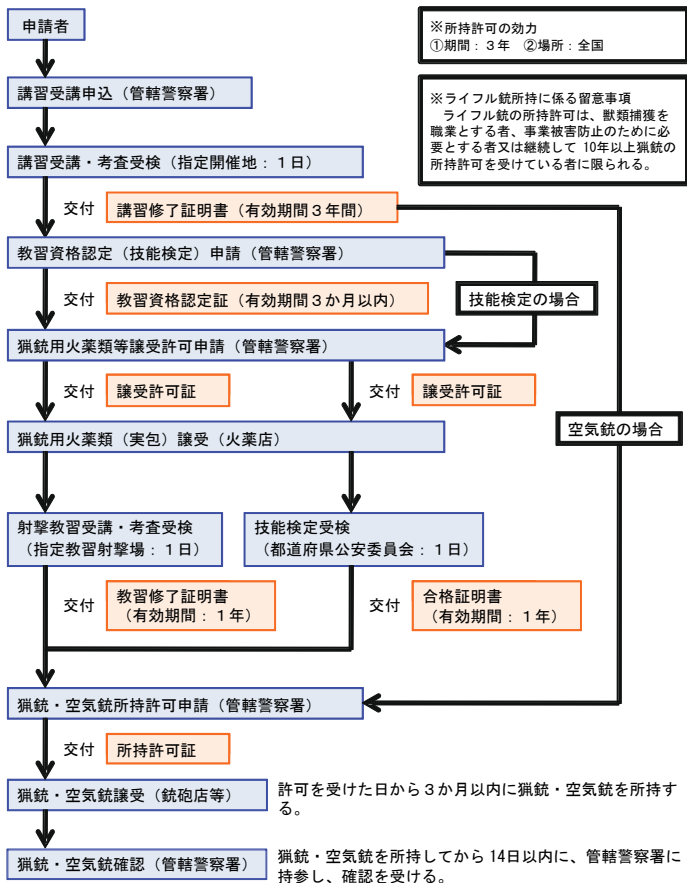 申請者
※所持許可の効力
①期間：３年 ②場所：全国
講習受講申込（管轄警察署）
※ライフル銃所持に係る留意事項
ライフル銃の所持許可は、獣類捕獲を
職業とする者、事業被害防止のために必
要とする者又は継続して 10年以上猟銃の
所持許可を受けている者に限られる。
講習受講・考査受検（指定開催地：１日）
交付
講習修了証明書（有効期間３年間）
教習資格認定（技能検定）申請（管轄警察署）
交付
教習資格認定証（有効期間３か月以内）
技能検定の場合
猟銃用火薬類等譲受許可申請（管轄警察署）
交付
譲受許可証
交付
譲受許可証
猟銃用火薬類（実包）譲受（火薬店）
空気銃の場合
射撃教習受講・考査受検
（指定教習射撃場：１日）
技能検定受検
（都道府県公安委員会：１日）
交付
教習修了証明書
（有効期間：１年）
交付
合格証明書
（有効期間：１年）
猟銃・空気銃所持許可申請（管轄警察署）
交付
所持許可証
猟銃・空気銃譲受（銃砲店等）
許可を受けた日から３か月以内に猟銃・空気銃を所持す
る。
猟銃・空気銃確認（管轄警察署）
猟銃・空気銃を所持してから 14日以内に、管轄警察署に
持参し、確認を受ける。